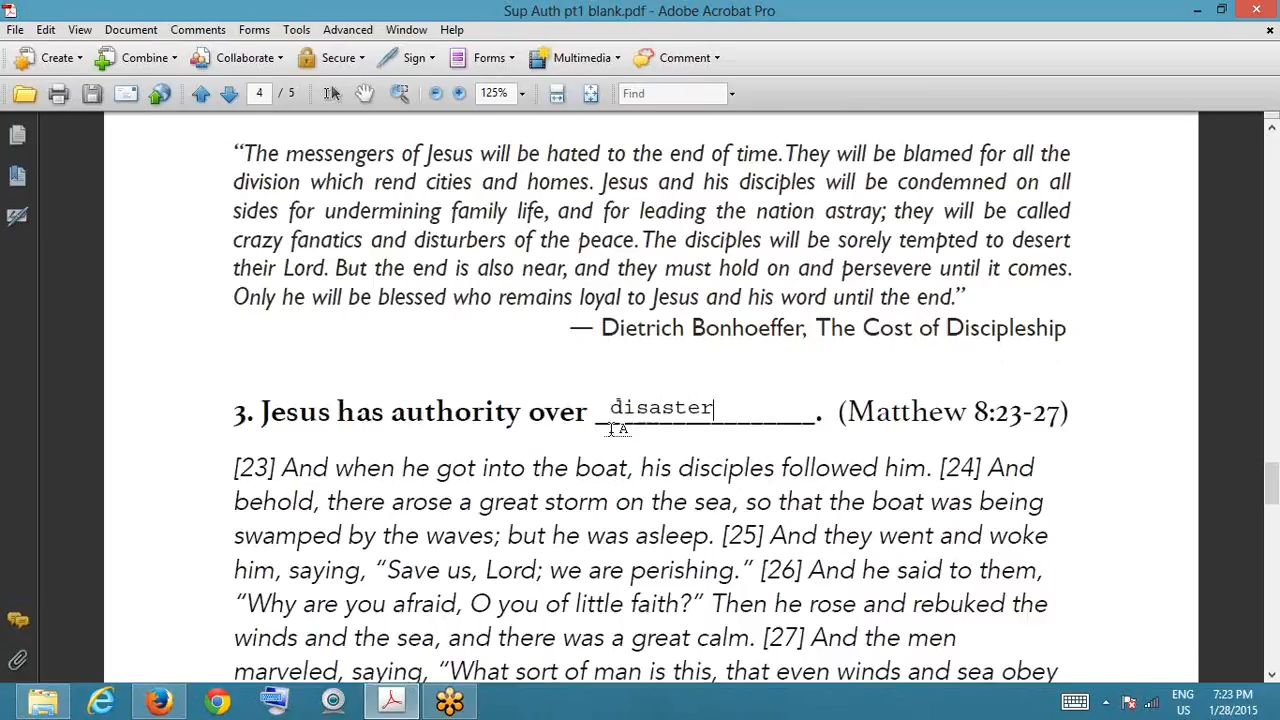 Sup Auth pt1 blank.pdf - Adobe Acrobat Pro
File Edit View Document Comments Forms Tools Advanced Window Help
Create Combine Collaborate Secure Sign Forms Multimedia Comment
4 / 5 125% Find
“The messengers of Jesus will be hated to the end of time. They will be blamed for all the
division which rend cities and homes. Jesus and his disciples will be condemned on all
sides for undermining family life, and for leading the nation astray; they will be called
crazy fanatics and disturbers of the peace. The disciples will be sorely tempted to desert
their Lord. But the end is also near, and they must hold on and persevere until it comes.
Only he will be blessed who remains loyal to Jesus and his word until the end.”
— Dietrich Bonhoeffer, The Cost of Discipleship
3. Jesus has authority over disaster. (Matthew 8:23-27)
[23] And when he got into the boat, his disciples followed him. [24] And
behold, there arose a great storm on the sea, so that the boat was being
swamped by the waves; but he was asleep. [25] And they went and woke
him, saying, “Save us, Lord; we are perishing.” [26] And he said to them,
“Why are you afraid, O you of little faith?” Then he rose and rebuked the
winds and the sea, and there was a great calm. [27] And the men
marveled, saying, “What sort of man is this, that even winds and sea obey
ENG 7:23 PM
US 1/28/2015